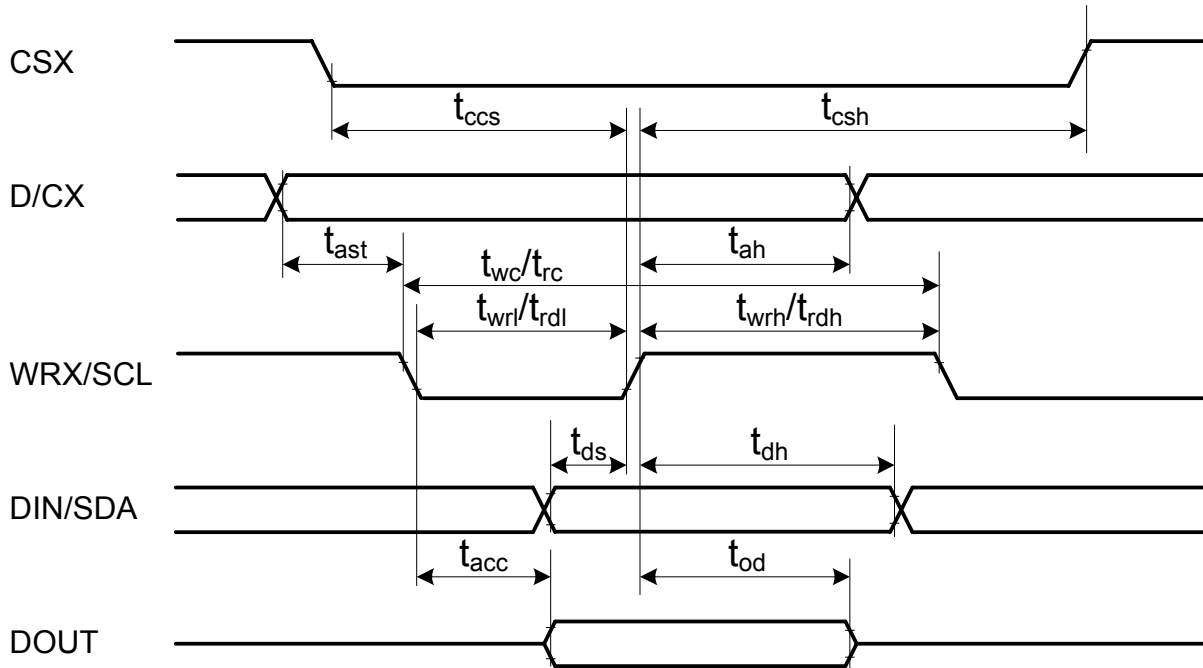 CSX
t_ccs
t_csh
D/CX
t_ast
t_ah
t_wc/t_rc
t_wrl/t_rdl
t_wrh/t_rdh
WRX/SCL
t_ds
t_dh
DIN/SDA
t_acc
t_od
DOUT